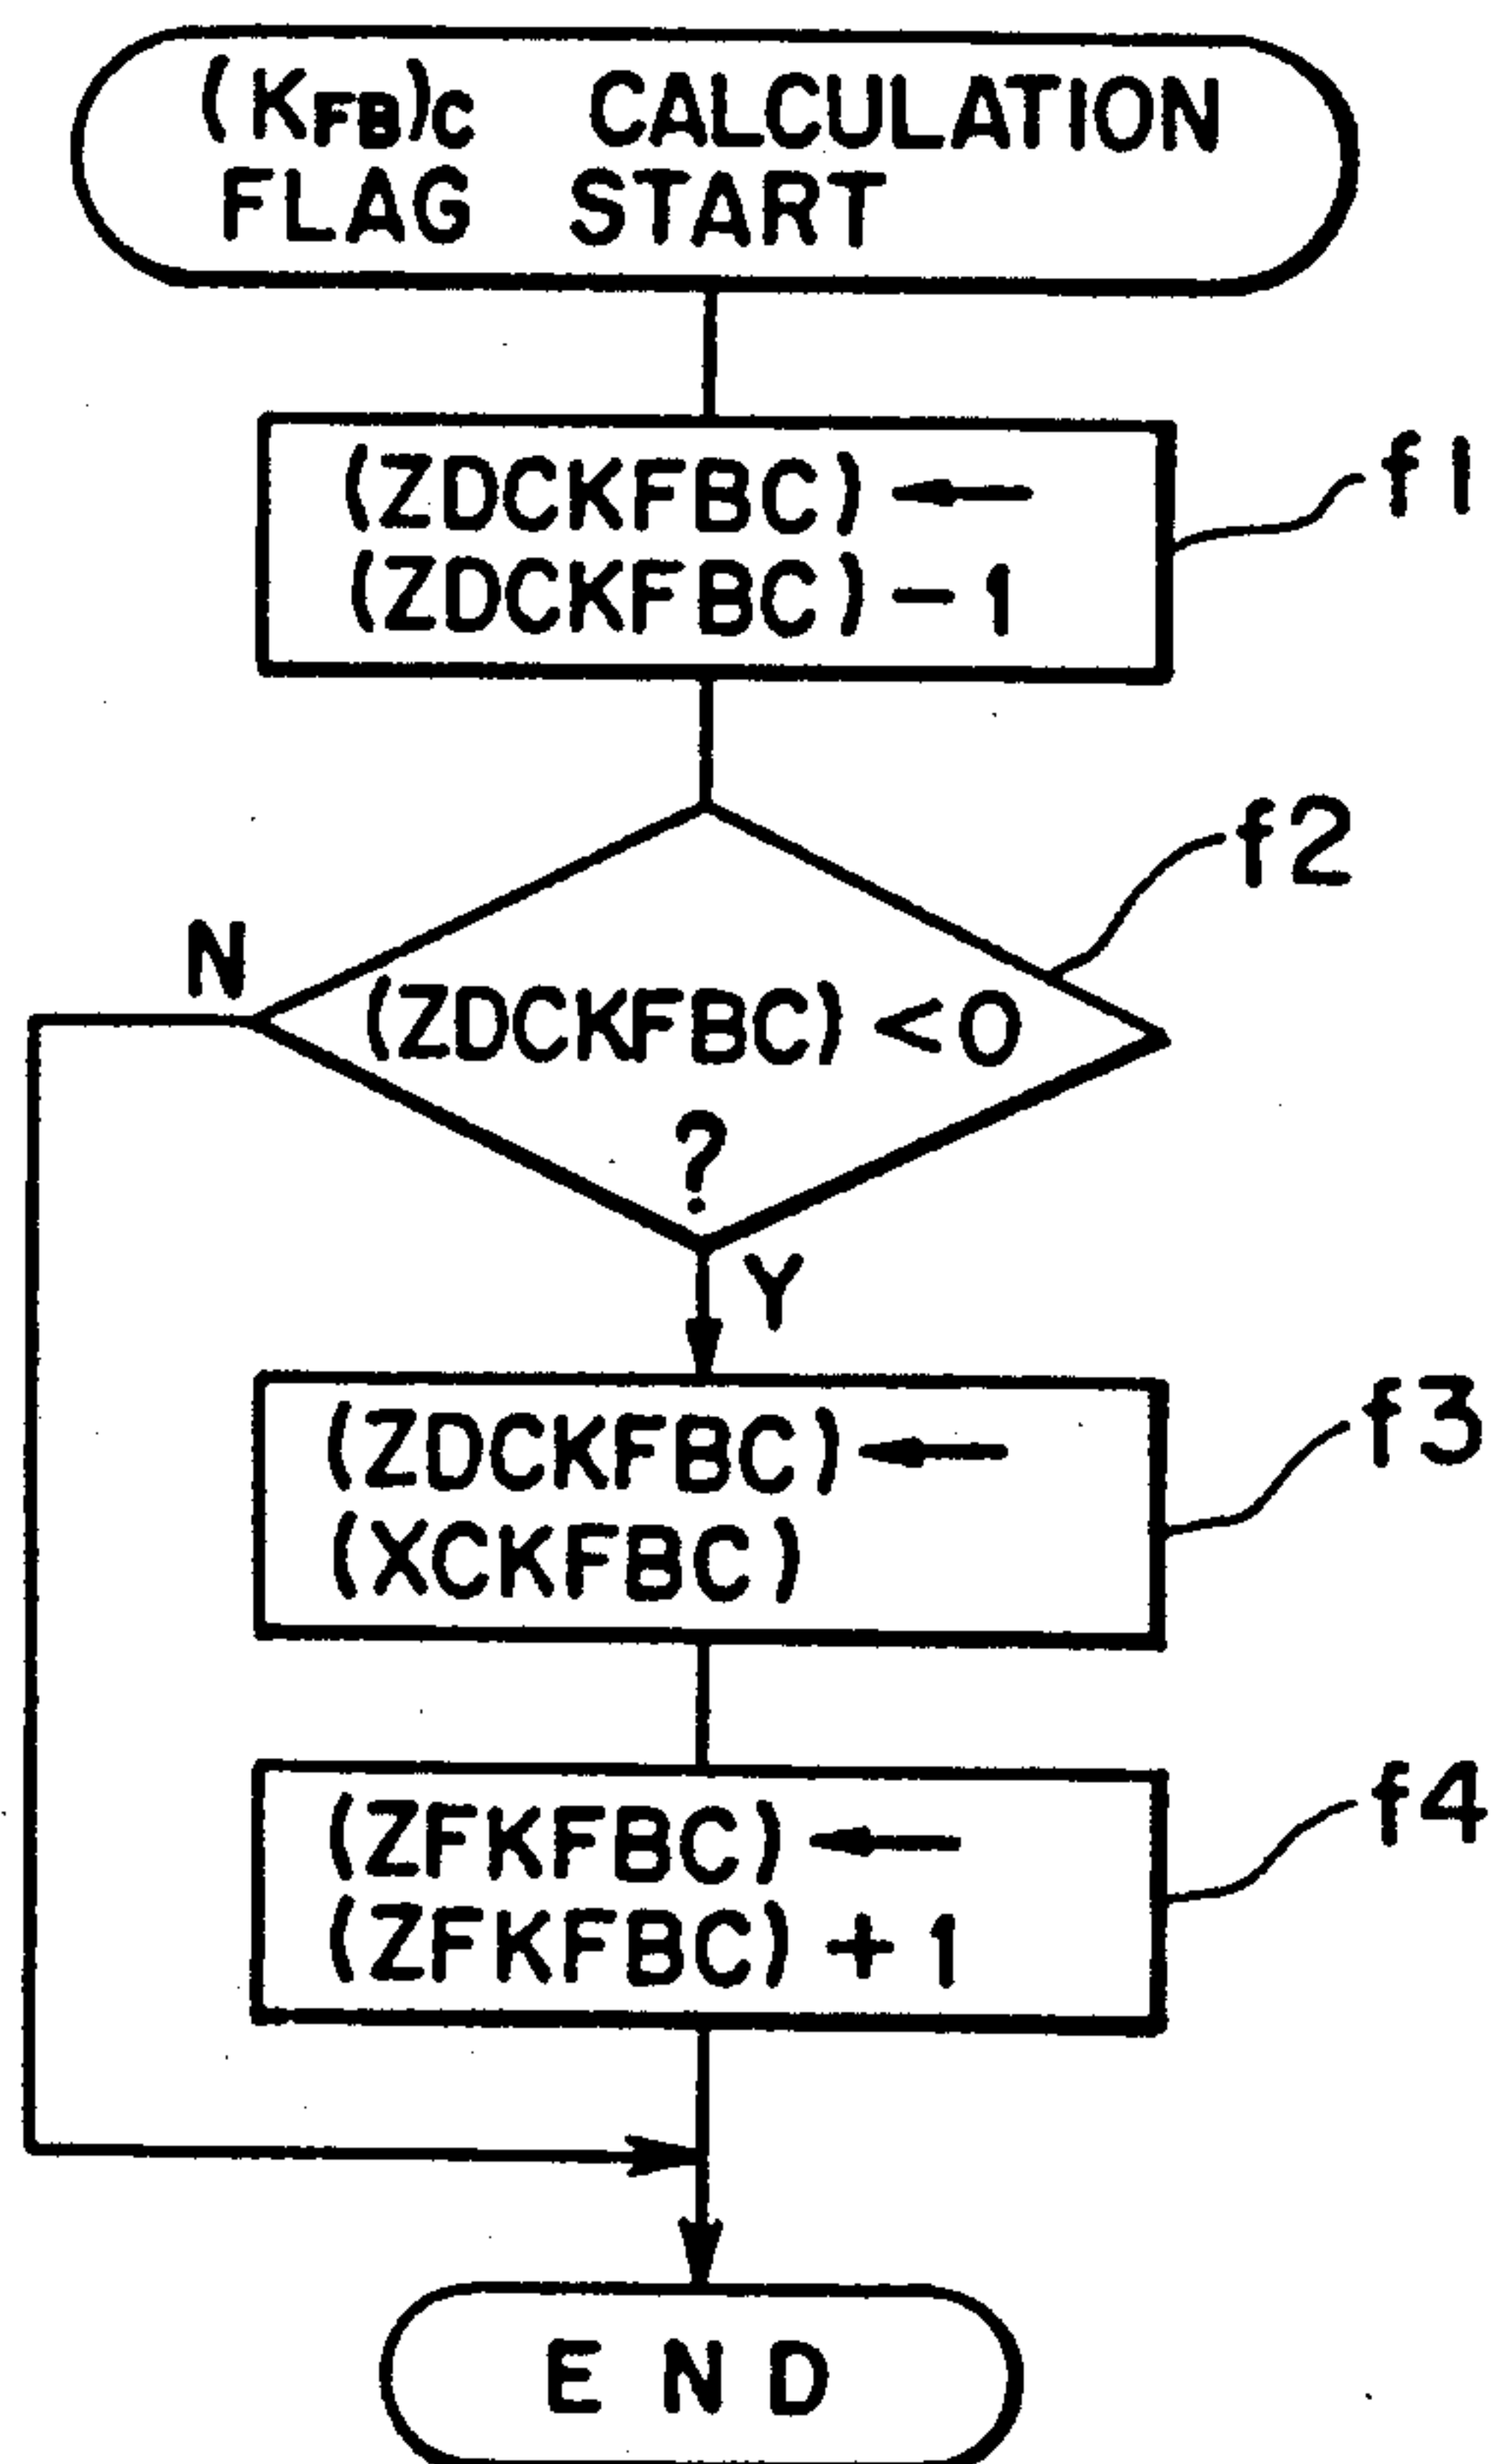 (KFB)C CALCULATION
FLAG START
(ZDCKFBC) ←
(ZDCKFBC) - 1
f1
f2
N
(ZDCKFBC) < 0
?
Y
(ZDCKFBC) ←
(XCKFBC)
f3
(ZFKFBC) ←
(ZFKFBC) + 1
f4
END